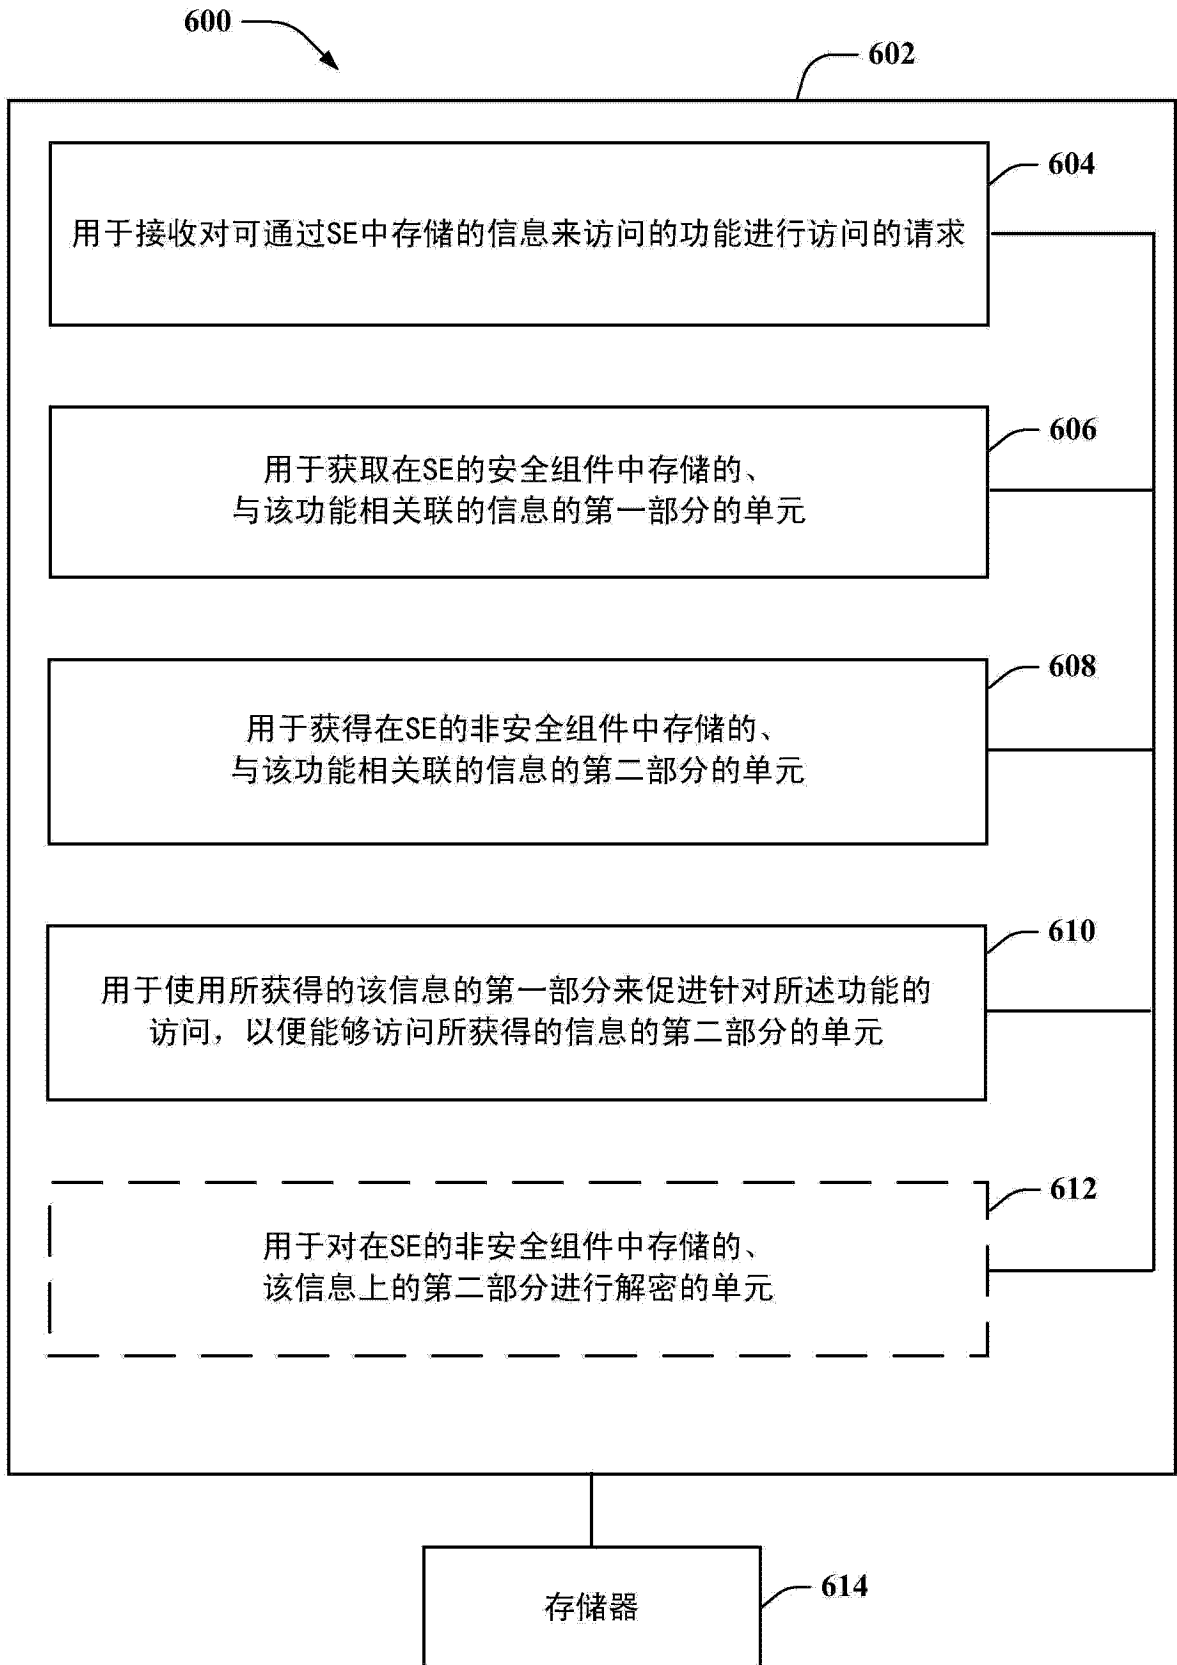 600
602
604
用于接收对可通过SE中存储的信息来访问的功能进行访问的请求
606
用于获取在SE的安全组件中存储的、
与该功能相关联的信息的第一部分的单元
608
用于获得在SE的非安全组件中存储的、
与该功能相关联的信息的第二部分的单元
610
用于使用所获得的该信息的第一部分来促进针对所述功能的
访问，以便能够访问所获得的信息的第二部分的单元
612
用于对在SE的非安全组件中存储的、
该信息上的第二部分进行解密的单元
存储器
614